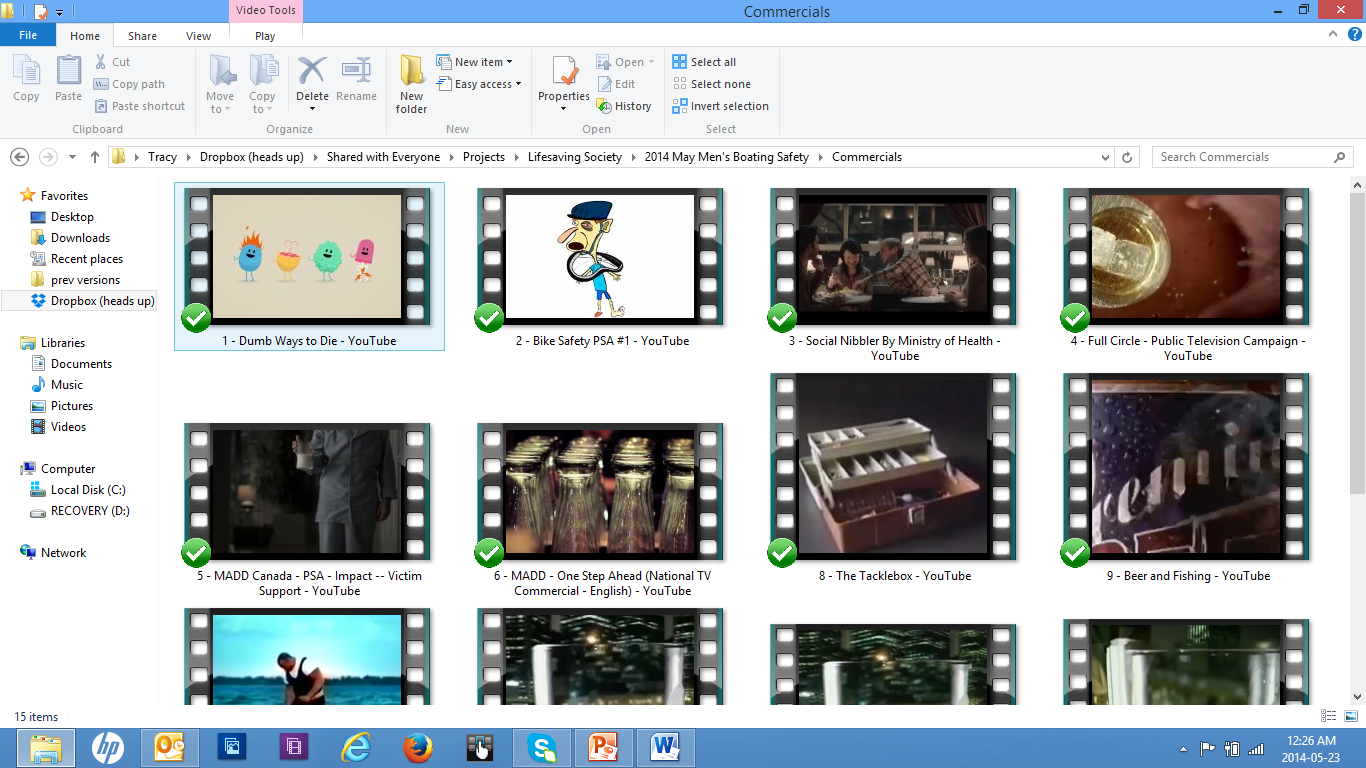 Video Tools
Commercials
File
Home
Share
View
Play
Copy
Paste
Cut
Copy path
Paste shortcut
Clipboard
Move to
Copy to
Delete
Rename
Organize
New folder
New item
Easy access
New
Properties
Open
Edit
History
Open
Select all
Select none
Invert selection
Select
Tracy
Dropbox (heads up)
Shared with Everyone
Projects
Lifesaving Society
2014 May Men's Boating Safety
Commercials
Search Commercials
Favorites
Desktop
Downloads
Recent places
prev versions
Dropbox (heads up)
Libraries
Documents
Music
Pictures
Videos
Computer
Local Disk (C:)
RECOVERY (D:)
Network
1 - Dumb Ways to Die - YouTube
2 - Bike Safety PSA #1 - YouTube
3 - Social Nibbler By Ministry of Health -
YouTube
4 - Full Circle - Public Television Campaign -
YouTube
5 - MADD Canada - PSA - Impact -- Victim
Support - YouTube
6 - MADD - One Step Ahead (National TV
Commercial - English) - YouTube
8 - The Tacklebox - YouTube
9 - Beer and Fishing - YouTube
15 items
hp
12:26 AM
2014-05-23